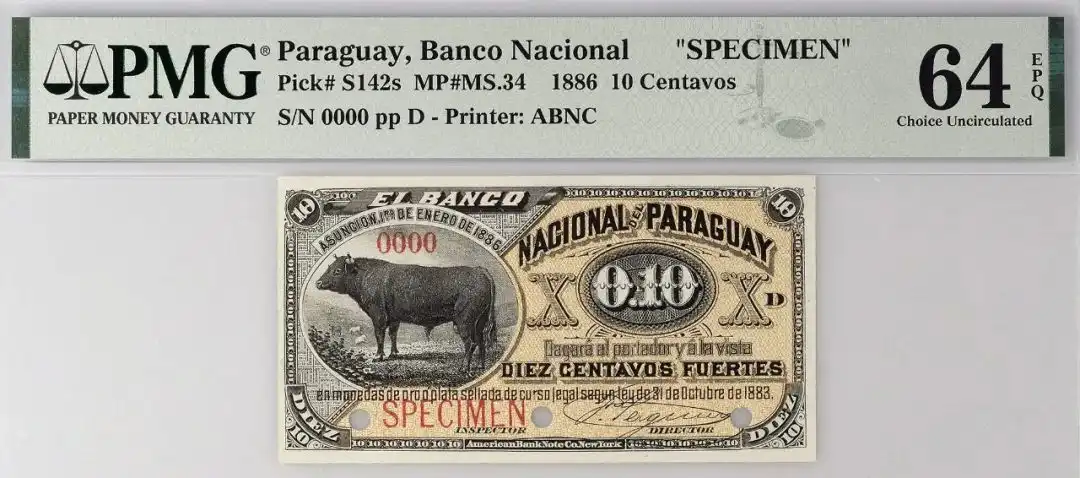 PMG®
PAPER MONEY GUARANTY
Paraguay, Banco Nacional "SPECIMEN"
Pick# S142s MP#MS.34 1886 10 Centavos
S/N 0000 pp D - Printer: ABNC
64
EPQ
Choice Uncirculated
10 10
EL BANCO
NACIONAL DEL PARAGUAY
ASUNCION, 1RO DE ENERO DE 1886
0000
X 0.10 X D
Pagará al portador y á la vista
DIEZ CENTAVOS FUERTES
en monedas de oro o plata sellada de curso legal segun ley de 31 de Octubre de 1883.
SPECIMEN
INSPECTOR DIRECTOR
DIEZ DIEZ
10 10
American Bank Note Co. New York